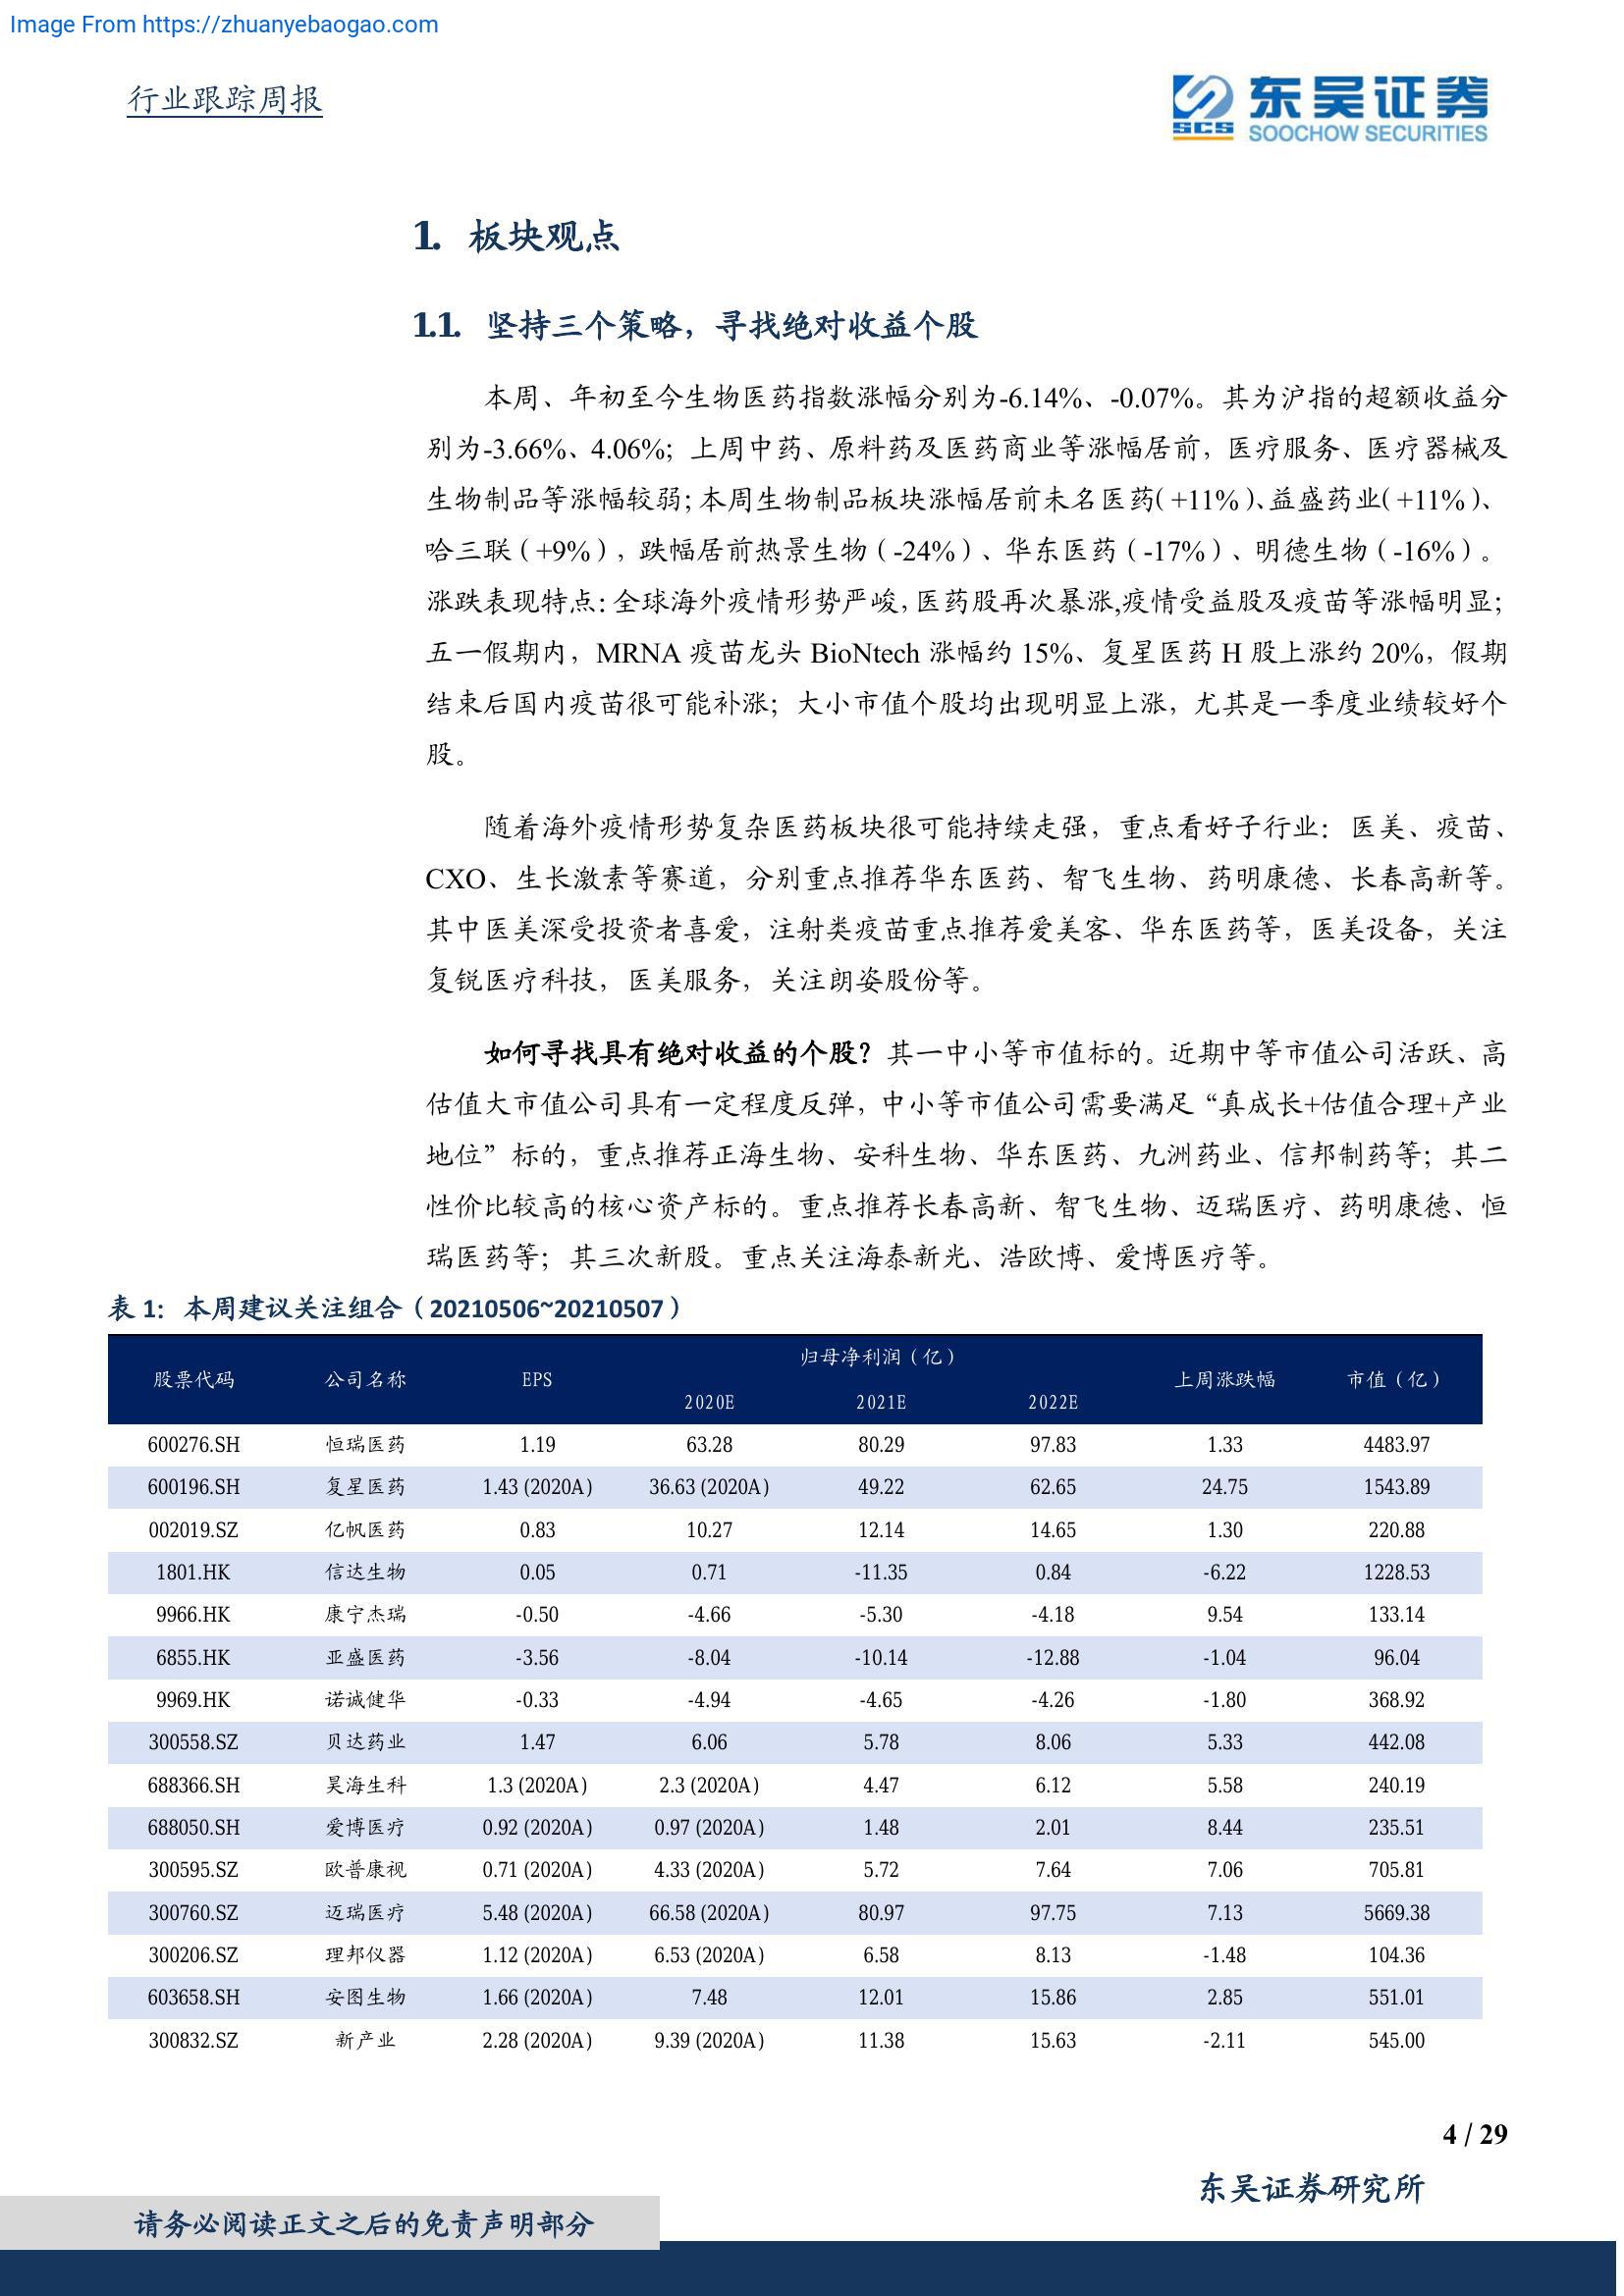 Image From https://zhuanyebaogao.com
行业跟踪周报
SCS 东吴证券
SOOCHOW SECURITIES
1. 板块观点
1.1. 坚持三个策略，寻找绝对收益个股
本周、年初至今生物医药指数涨幅分别为-6.14%、-0.07%。其为沪指的超额收益分
别为-3.66%、4.06%；上周中药、原料药及医药商业等涨幅居前，医疗服务、医疗器械及
生物制品等涨幅较弱；本周生物制品板块涨幅居前未名医药（+11%）、益盛药业（+11%）、
哈三联（+9%），跌幅居前热景生物（-24%）、华东医药（-17%）、明德生物（-16%）。
涨跌表现特点：全球海外疫情形势严峻，医药股再次暴涨,疫情受益股及疫苗等涨幅明显；
五一假期内，MRNA 疫苗龙头 BioNtech 涨幅约 15%、复星医药 H 股上涨约 20%，假期
结束后国内疫苗很可能补涨；大小市值个股均出现明显上涨，尤其是一季度业绩较好个
股。
随着海外疫情形势复杂医药板块很可能持续走强，重点看好子行业：医美、疫苗、
CXO、生长激素等赛道，分别重点推荐华东医药、智飞生物、药明康德、长春高新等。
其中医美深受投资者喜爱，注射类疫苗重点推荐爱美客、华东医药等，医美设备，关注
复锐医疗科技，医美服务，关注朗姿股份等。
如何寻找具有绝对收益的个股？其一中小等市值标的。近期中等市值公司活跃、高
估值大市值公司具有一定程度反弹，中小等市值公司需要满足“真成长+估值合理+产业
地位”标的，重点推荐正海生物、安科生物、华东医药、九洲药业、信邦制药等；其二
性价比较高的核心资产标的。重点推荐长春高新、智飞生物、迈瑞医疗、药明康德、恒
瑞医药等；其三次新股。重点关注海泰新光、浩欧博、爱博医疗等。
表 1：本周建议关注组合（20210506~20210507）
股票代码 公司名称 EPS 归母净利润（亿） 上周涨跌幅 市值（亿）
2020E 2021E 2022E
600276.SH 恒瑞医药 1.19 63.28 80.29 97.83 1.33 4483.97
600196.SH 复星医药 1.43 (2020A) 36.63 (2020A) 49.22 62.65 24.75 1543.89
002019.SZ 亿帆医药 0.83 10.27 12.14 14.65 1.30 220.88
1801.HK 信达生物 0.05 0.71 -11.35 0.84 -6.22 1228.53
9966.HK 康宁杰瑞 -0.50 -4.66 -5.30 -4.18 9.54 133.14
6855.HK 亚盛医药 -3.56 -8.04 -10.14 -12.88 -1.04 96.04
9969.HK 诺诚健华 -0.33 -4.94 -4.65 -4.26 -1.80 368.92
300558.SZ 贝达药业 1.47 6.06 5.78 8.06 5.33 442.08
688366.SH 昊海生科 1.3 (2020A) 2.3 (2020A) 4.47 6.12 5.58 240.19
688050.SH 爱博医疗 0.92 (2020A) 0.97 (2020A) 1.48 2.01 8.44 235.51
300595.SZ 欧普康视 0.71 (2020A) 4.33 (2020A) 5.72 7.64 7.06 705.81
300760.SZ 迈瑞医疗 5.48 (2020A) 66.58 (2020A) 80.97 97.75 7.13 5669.38
300206.SZ 理邦仪器 1.12 (2020A) 6.53 (2020A) 6.58 8.13 -1.48 104.36
603658.SH 安图生物 1.66 (2020A) 7.48 12.01 15.86 2.85 551.01
300832.SZ 新产业 2.28 (2020A) 9.39 (2020A) 11.38 15.63 -2.11 545.00
4 / 29
东吴证券研究所
请务必阅读正文之后的免责声明部分